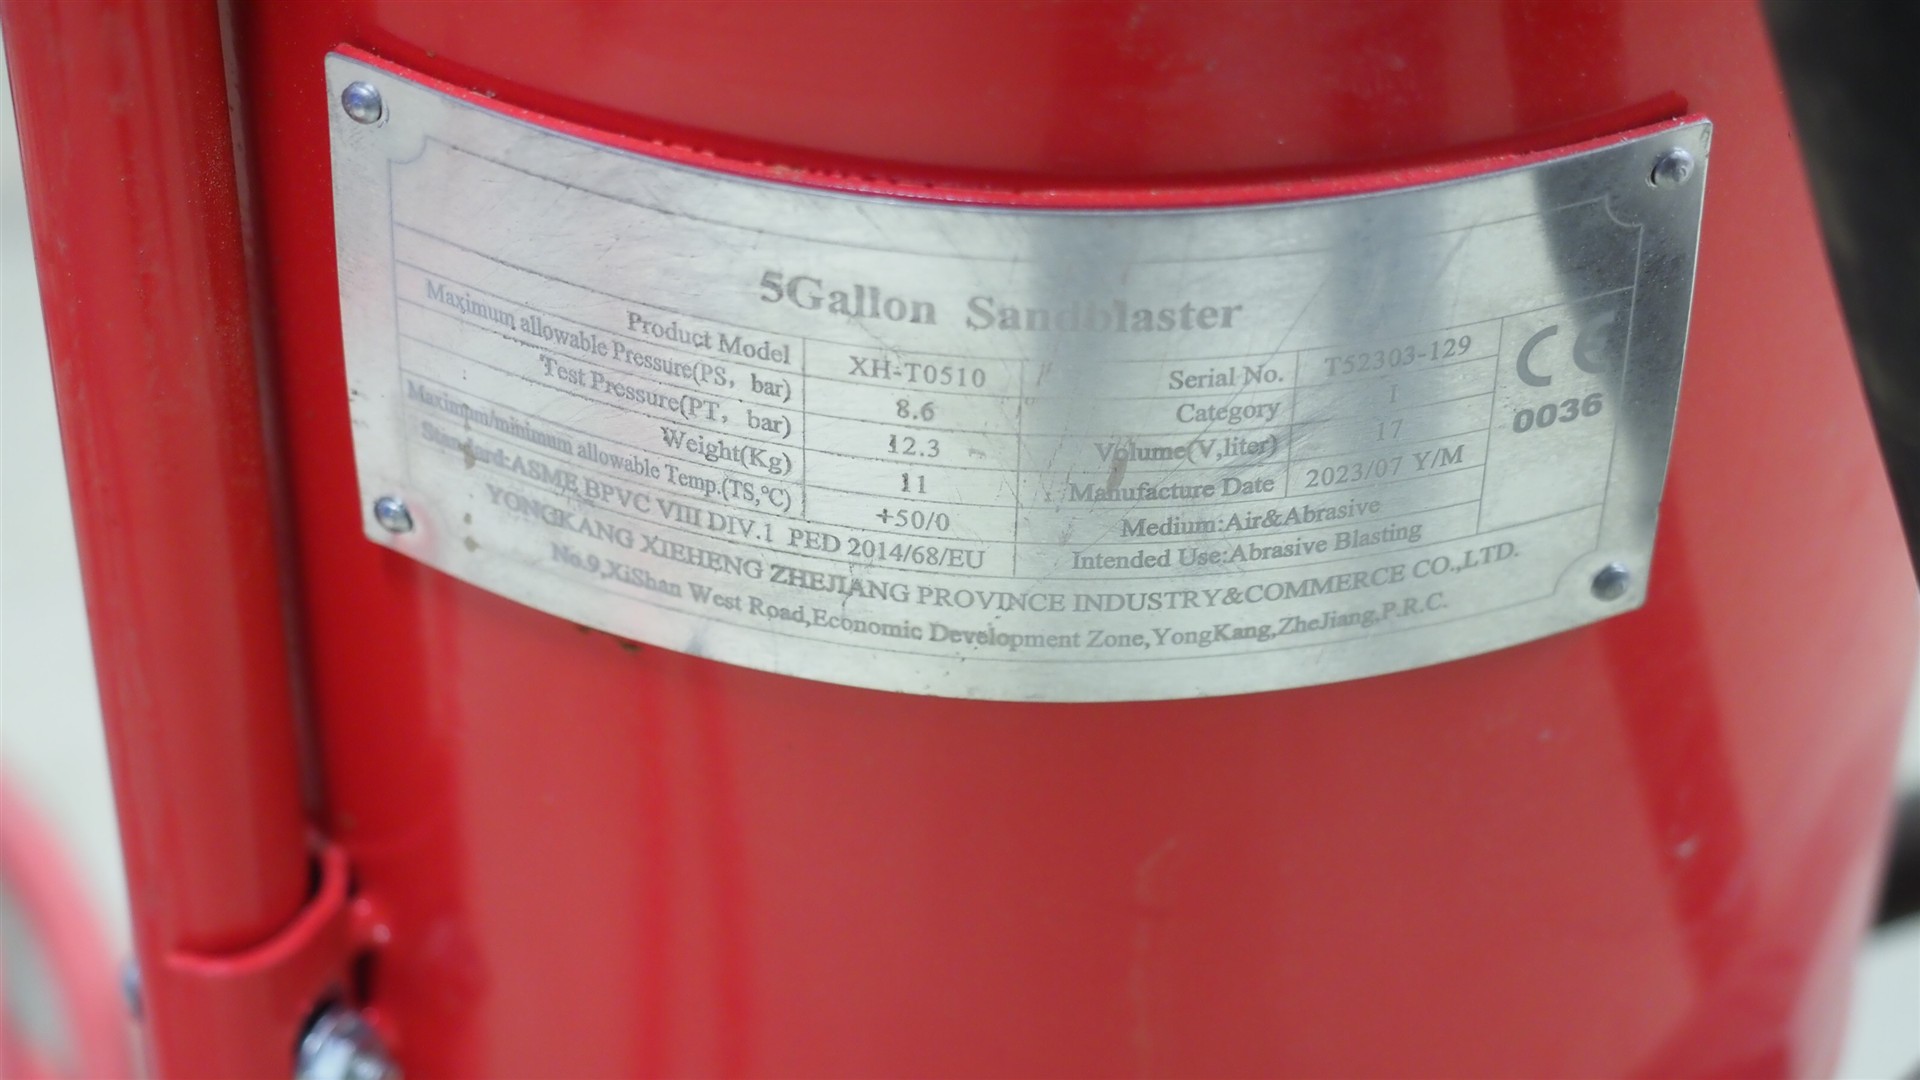 5Gallon Sandblaster
Product Model XH-T0510 Serial No. T52303-129
Maximum allowable Pressure(PS, bar) 8.6 Category I
Test Pressure(PT, bar) 12.3 Volume(V,liter) 17
Weight(Kg) 11 Manufacture Date 2023/07 Y/M
Maximpm/minimum allowable Temp.(TS,°C) +50/0 Medium:Air&Abrasive
Standard:ASME BPVC VIII DIV.1 PED 2014/68/EU Intended Use:Abrasive Blasting
CE
0036
YONGKANG XIEHENG ZHEJIANG PROVINCE INDUSTRY&COMMERCE CO.,LTD.
No.9,XiShan West Road,Economic Development Zone,YongKang,ZheJiang,P.R.C.